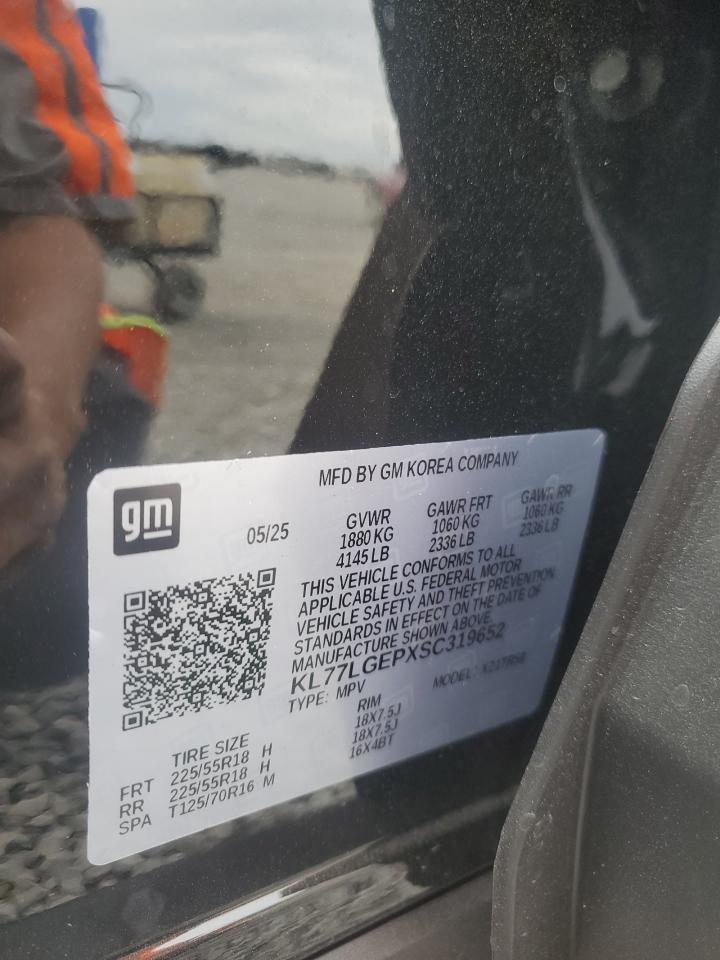 MFD BY GM KOREA COMPANY
gm
05/25
GVWR
1880 KG
4145 LB
GAWR FRT
1060 KG
2336 LB
GAWR RR
1060 KG
2336 LB
THIS VEHICLE CONFORMS TO ALL
APPLICABLE U.S. FEDERAL MOTOR
VEHICLE SAFETY AND THEFT PREVENTION
STANDARDS IN EFFECT ON THE DATE OF
MANUFACTURE SHOWN ABOVE.
KL77LGEPXSC319652
TYPE: MPV MODEL:
TIRE SIZE RIM
FRT 225/55R18 H 18X7.5J
RR 225/55R18 H 18X7.5J
SPA T125/70R16 M 16X4BT